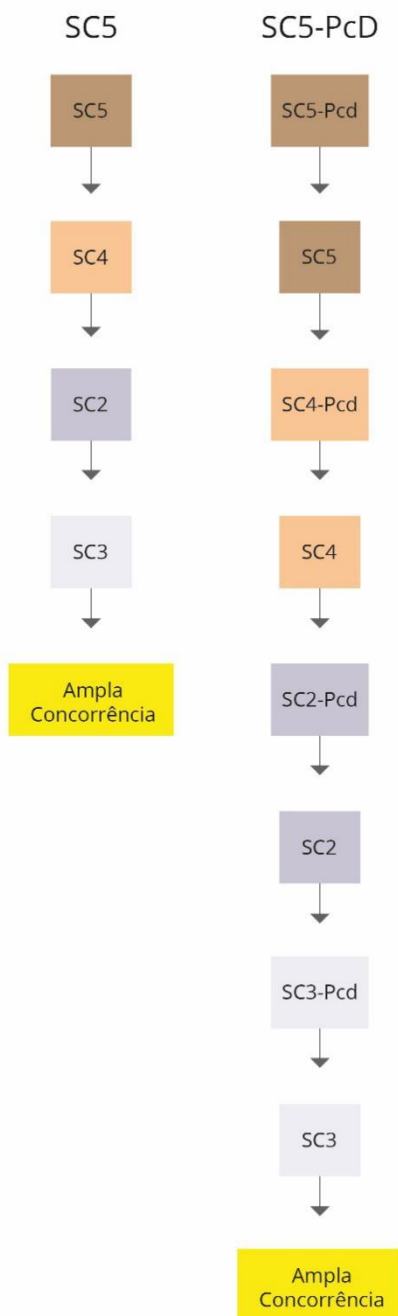 SC5
SC5
SC4
SC2
SC3
Ampla
Concorrência
SC5-PcD
SC5-Pcd
SC5
SC4-Pcd
SC4
SC2-Pcd
SC2
SC3-Pcd
SC3
Ampla
Concorrência